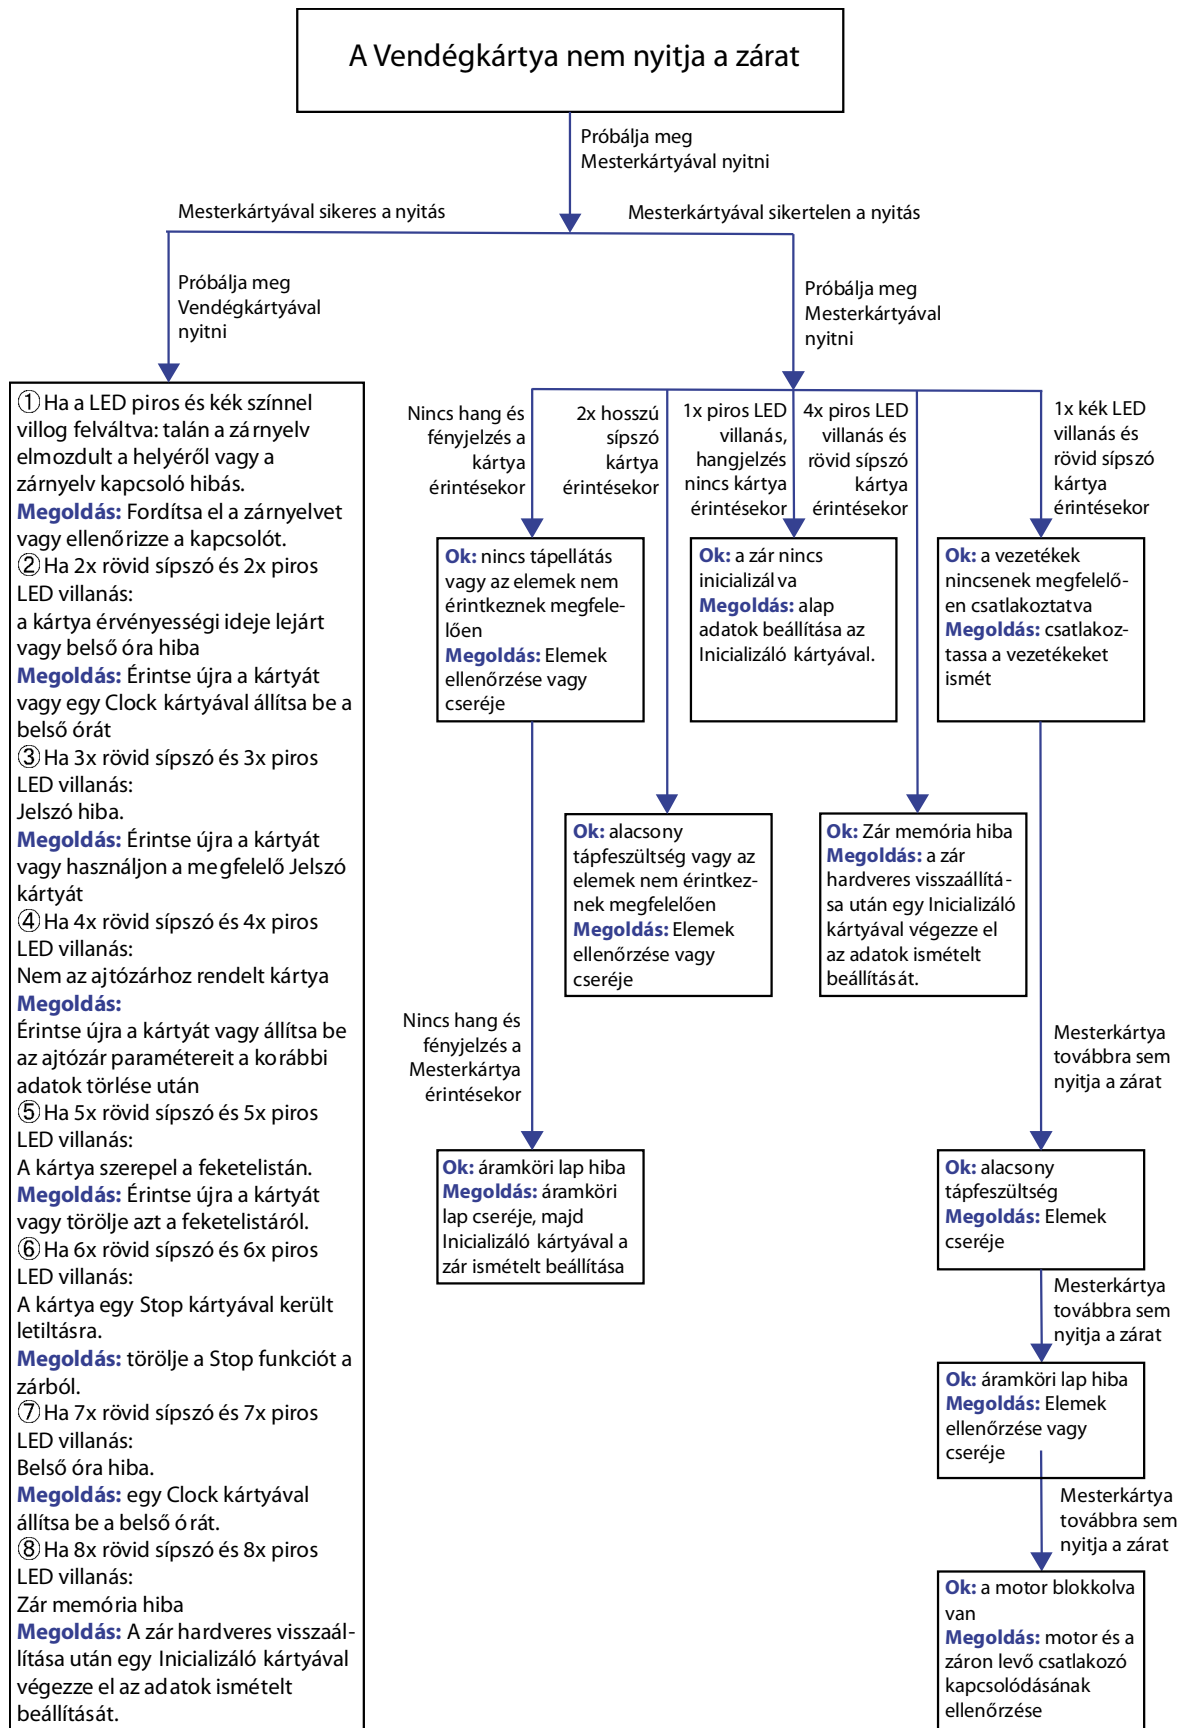 A Vendégkártya nem nyitja a zárat
Próbálja meg
Mesterkártyával nyitni
Mesterkártyával sikeres a nyitás
Mesterkártyával sikertelen a nyitás
Próbálja meg
Vendégkártyával
nyitni
Próbálja meg
Mesterkártyával
nyitni
① Ha a LED piros és kék színnel
villog felváltva: talán a zárnyelv
elmozdult a helyéről vagy a
zárnyelv kapcsoló hibás.
Megoldás: Fordítsa el a zárnyelvet
vagy ellenőrizze a kapcsolót.
② Ha 2x rövid sípszó és 2x piros
LED villanás:
a kártya érvényességi ideje lejárt
vagy belső óra hiba
Megoldás: Érintse újra a kártyát
vagy egy Clock kártyával állítsa be a
belső órát
③ Ha 3x rövid sípszó és 3x piros
LED villanás:
Jelszó hiba.
Megoldás: Érintse újra a kártyát
vagy használjon a megfelelő Jelszó
kártyát
④ Ha 4x rövid sípszó és 4x piros
LED villanás:
Nem az ajtózárhoz rendelt kártya
Megoldás:
Érintse újra a kártyát vagy állítsa be
az ajtózár paramétereit a korábbi
adatok törlése után
⑤ Ha 5x rövid sípszó és 5x piros
LED villanás:
A kártya szerepel a feketelistán.
Megoldás: Érintse újra a kártyát
vagy törölje azt a feketelistáról.
⑥ Ha 6x rövid sípszó és 6x piros
LED villanás:
A kártya egy Stop kártyával került
letiltásra.
Megoldás: törölje a Stop funkciót a
zárból.
⑦ Ha 7x rövid sípszó és 7x piros
LED villanás:
Belső óra hiba.
Megoldás: egy Clock kártyával
állítsa be a belső órát.
⑧ Ha 8x rövid sípszó és 8x piros
LED villanás:
Zár memória hiba
Megoldás: A zár hardveres visszaál-
lítása után egy Inicializáló kártyával
végezze el az adatok ismételt
beállítását.
Nincs hang és
fényjelzés a
kártya
érintésekor
2x hosszú
sípszó
kártya
érintésekor
1x piros LED
villanás,
hangjelzés
nincs kártya
érintésekor
4x piros LED
villanás és
rövid sípszó
kártya
érintésekor
1x kék LED
villanás és
rövid sípszó
kártya
érintésekor
Ok: nincs tápellátás
vagy az elemek nem
érintkeznek megfele-
lően
Megoldás: Elemek
ellenőrzése vagy
cseréje
Ok: a zár nincs
inicializálva
Megoldás: alap
adatok beállítása az
Inicializáló kártyával.
Ok: a vezetékek
nincsenek megfelelő-
en csatlakoztatva
Megoldás: csatlakoz-
tassa a vezetékeket
ismét
Ok: alacsony
tápfeszültség vagy az
elemek nem érintkez-
nek megfelelően
Megoldás: Elemek
ellenőrzése vagy
cseréje
Ok: Zár memória hiba
Megoldás: a zár
hardveres visszaállítá-
sa után egy Inicializáló
kártyával végezze el
az adatok ismételt
beállítását.
Nincs hang és
fényjelzés a
Mesterkártya
érintésekor
Mesterkártya
továbbra sem
nyitja a zárat
Ok: áramköri lap hiba
Megoldás: áramköri
lap cseréje, majd
Inicializáló kártyával a
zár ismételt beállítása
Ok: alacsony
tápfeszültség
Megoldás: Elemek
cseréje
Mesterkártya
továbbra sem
nyitja a zárat
Ok: áramköri lap hiba
Megoldás: Elemek
ellenőrzése vagy
cseréje
Mesterkártya
továbbra sem
nyitja a zárat
Ok: a motor blokkolva
van
Megoldás: motor és a
záron levő csatlakozó
kapcsolódásának
ellenőrzése